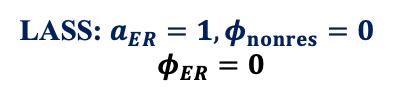 LASS: a_ER = 1, ϕ_nonres = 0
ϕ_ER = 0